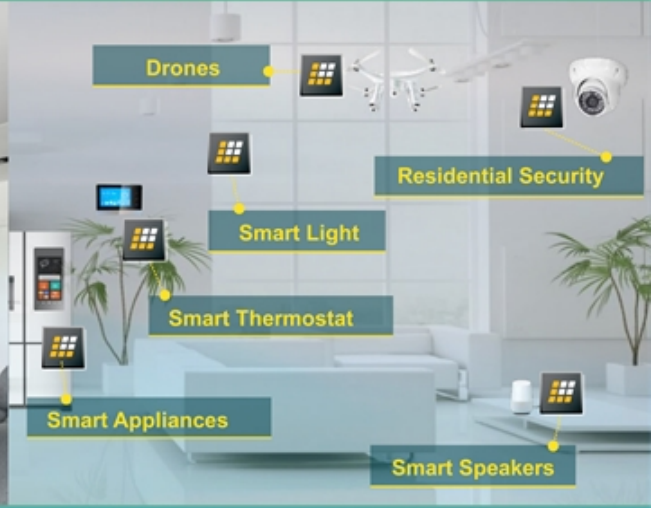 Drones
Residential Security
Smart Light
Smart Thermostat
Smart Appliances
Smart Speakers